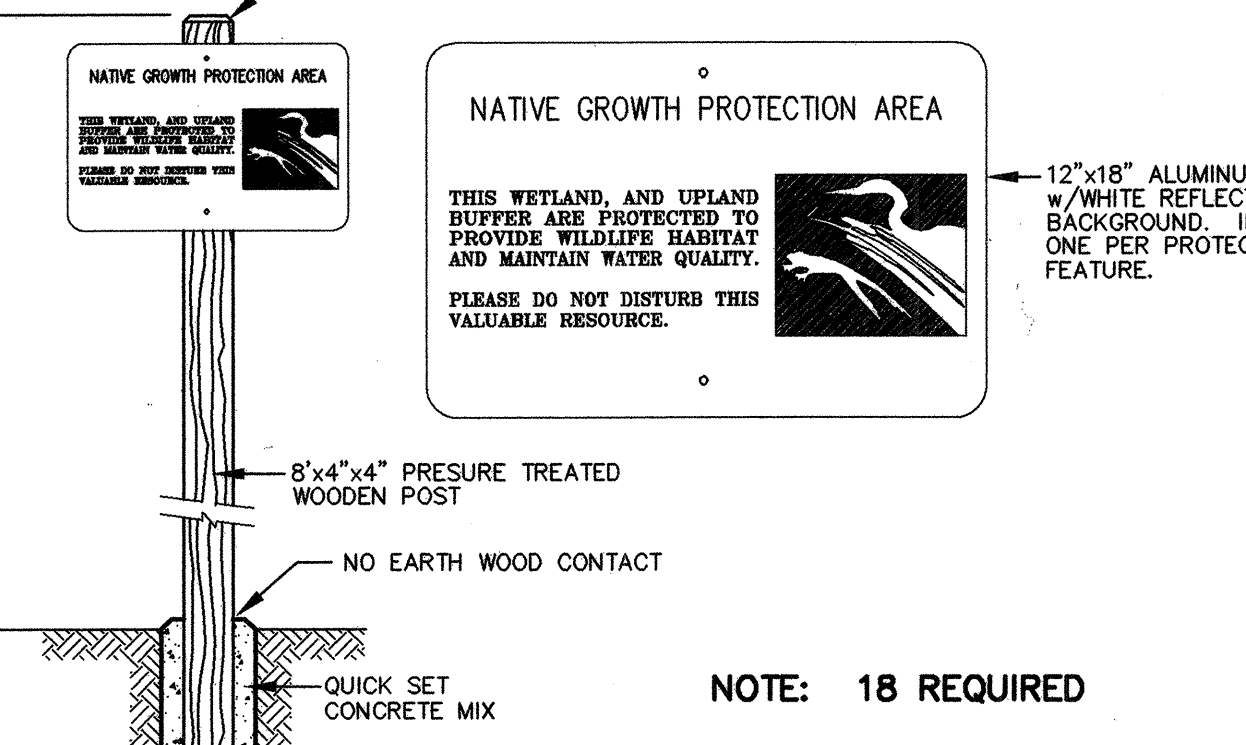 NATIVE GROWTH PROTECTION AREA
THIS WETLAND, AND UPLAND
BUFFER ARE PROTECTED TO
PROVIDE WILDLIFE HABITAT
AND MAINTAIN WATER QUALITY.
PLEASE DO NOT DISTURB THIS
VALUABLE RESOURCE.
NATIVE GROWTH PROTECTION AREA
THIS WETLAND, AND UPLAND
BUFFER ARE PROTECTED TO
PROVIDE WILDLIFE HABITAT
AND MAINTAIN WATER QUALITY.
PLEASE DO NOT DISTURB THIS
VALUABLE RESOURCE.
12"x18" ALUMINU
w/WHITE REFLECT
BACKGROUND.
ONE PER PROTEC
FEATURE.
8'x4"x4" PRESURE TREATED
WOODEN POST
NO EARTH WOOD CONTACT
QUICK SET
CONCRETE MIX
NOTE: 18 REQUIRED